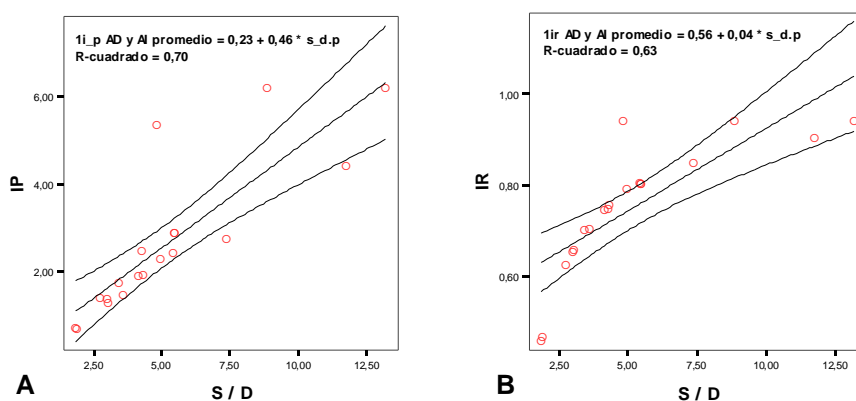 1i_p AD y AI promedio = 0,23 + 0,46 * s_d.p
R-cuadrado = 0,70
6,00
4,00
2,00
IP
2,50 5,00 7,50 10,00 12,50
A
S / D
1ir AD y AI promedio = 0,56 + 0,04 * s_d.p
R-cuadrado = 0,63
1,00
0,80
0,60
IR
2,50 5,00 7,50 10,00 12,50
B
S / D